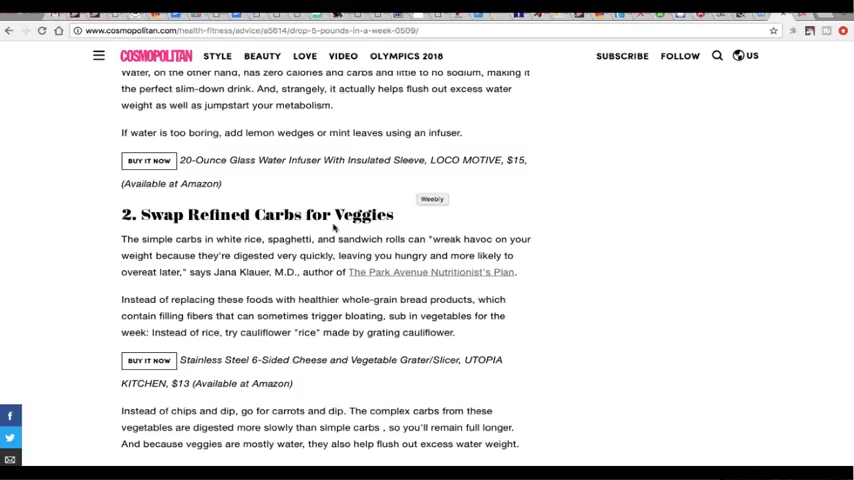 www.cosmopolitan.com/health-fitness/advice/a5614/drop-5-pounds-in-a-week-0509/
COSMOPOLITAN STYLE BEAUTY LOVE VIDEO OLYMPICS 2018 SUBSCRIBE FOLLOW US
Water, on the other hand, has zero calories and carbs and little to no sodium, making it
the perfect slim-down drink. And, strangely, it actually helps flush out excess water
weight as well as jumpstart your metabolism.
If water is too boring, add lemon wedges or mint leaves using an infuser.
BUY IT NOW 20-Ounce Glass Water Infuser With Insulated Sleeve, LOCO MOTIVE, $15,
(Available at Amazon)
Weebly
2. Swap Refined Carbs for Veggies
The simple carbs in white rice, spaghetti, and sandwich rolls can "wreak havoc on your
weight because they're digested very quickly, leaving you hungry and more likely to
overeat later," says Jana Klauer, M.D., author of The Park Avenue Nutritionist's Plan.
Instead of replacing these foods with healthier whole-grain bread products, which
contain filling fibers that can sometimes trigger bloating, sub in vegetables for the
week: Instead of rice, try cauliflower "rice" made by grating cauliflower.
BUY IT NOW Stainless Steel 6-Sided Cheese and Vegetable Grater/Slicer, UTOPIA
KITCHEN, $13 (Available at Amazon)
Instead of chips and dip, go for carrots and dip. The complex carbs from these
vegetables are digested more slowly than simple carbs , so you'll remain full longer.
And because veggies are mostly water, they also help flush out excess water weight.